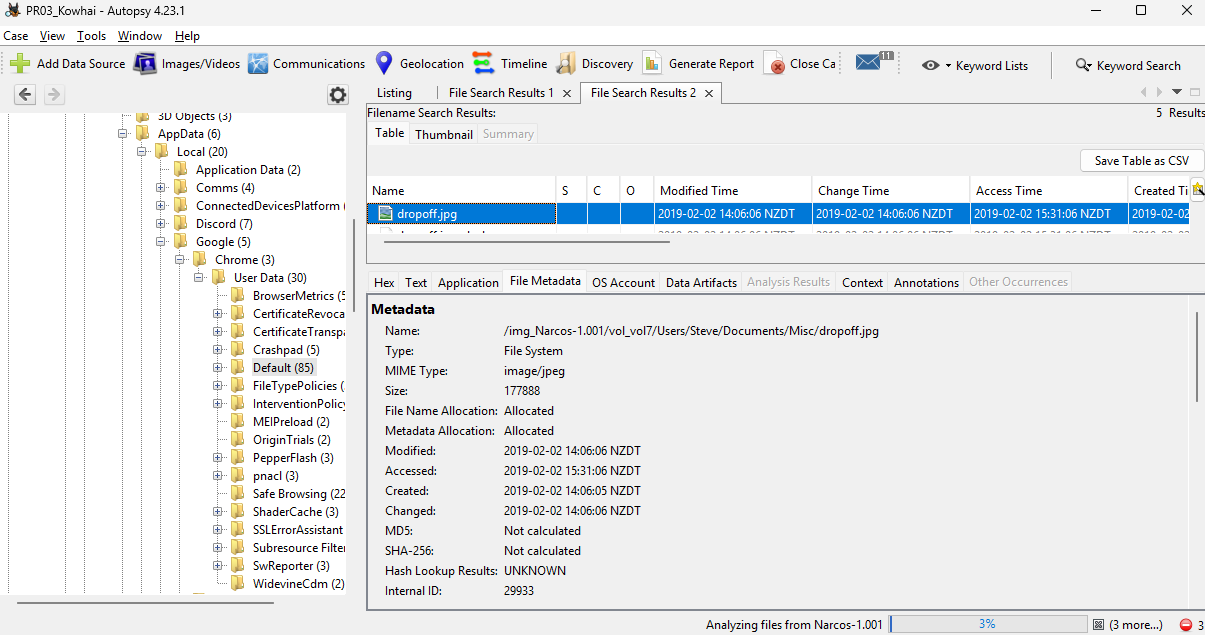 PR03_Kowhai - Autopsy 4.23.1
Case View Tools Window Help
Add Data Source Images/Videos Communications Geolocation Timeline Discovery Generate Report Close Ca 11 Keyword Lists Keyword Search
Listing File Search Results 1 File Search Results 2
Filename Search Results:
5 Results
Table Thumbnail Summary
Save Table as CSV
Name S C O Modified Time Change Time Access Time Created Ti
dropoff.jpg 2019-02-02 14:06:06 NZDT 2019-02-02 14:06:06 NZDT 2019-02-02 15:31:06 NZDT 2019-02-02
3D Objects (3)
AppData (6)
Local (20)
Application Data (2)
Comms (4)
ConnectedDevicesPlatform (
Discord (7)
Google (5)
Chrome (3)
User Data (30)
BrowserMetrics (5
CertificateRevoca
CertificateTranspa
Crashpad (5)
Default (85)
FileTypePolicies (
InterventionPolicy
MEIPreload (2)
OriginTrials (2)
PepperFlash (3)
pnacl (3)
Safe Browsing (22
ShaderCache (3)
SSLErrorAssistant
Subresource Filter
SwReporter (3)
WidevineCdm (2)
Hex Text Application File Metadata OS Account Data Artifacts Analysis Results Context Annotations Other Occurrences
Metadata
Name: /img_Narcos-1.001/vol_vol7/Users/Steve/Documents/Misc/dropoff.jpg
Type: File System
MIME Type: image/jpeg
Size: 177888
File Name Allocation: Allocated
Metadata Allocation: Allocated
Modified: 2019-02-02 14:06:06 NZDT
Accessed: 2019-02-02 15:31:06 NZDT
Created: 2019-02-02 14:06:05 NZDT
Changed: 2019-02-02 14:06:06 NZDT
MD5: Not calculated
SHA-256: Not calculated
Hash Lookup Results: UNKNOWN
Internal ID: 29933
Analyzing files from Narcos-1.001 3% (3 more...) 3